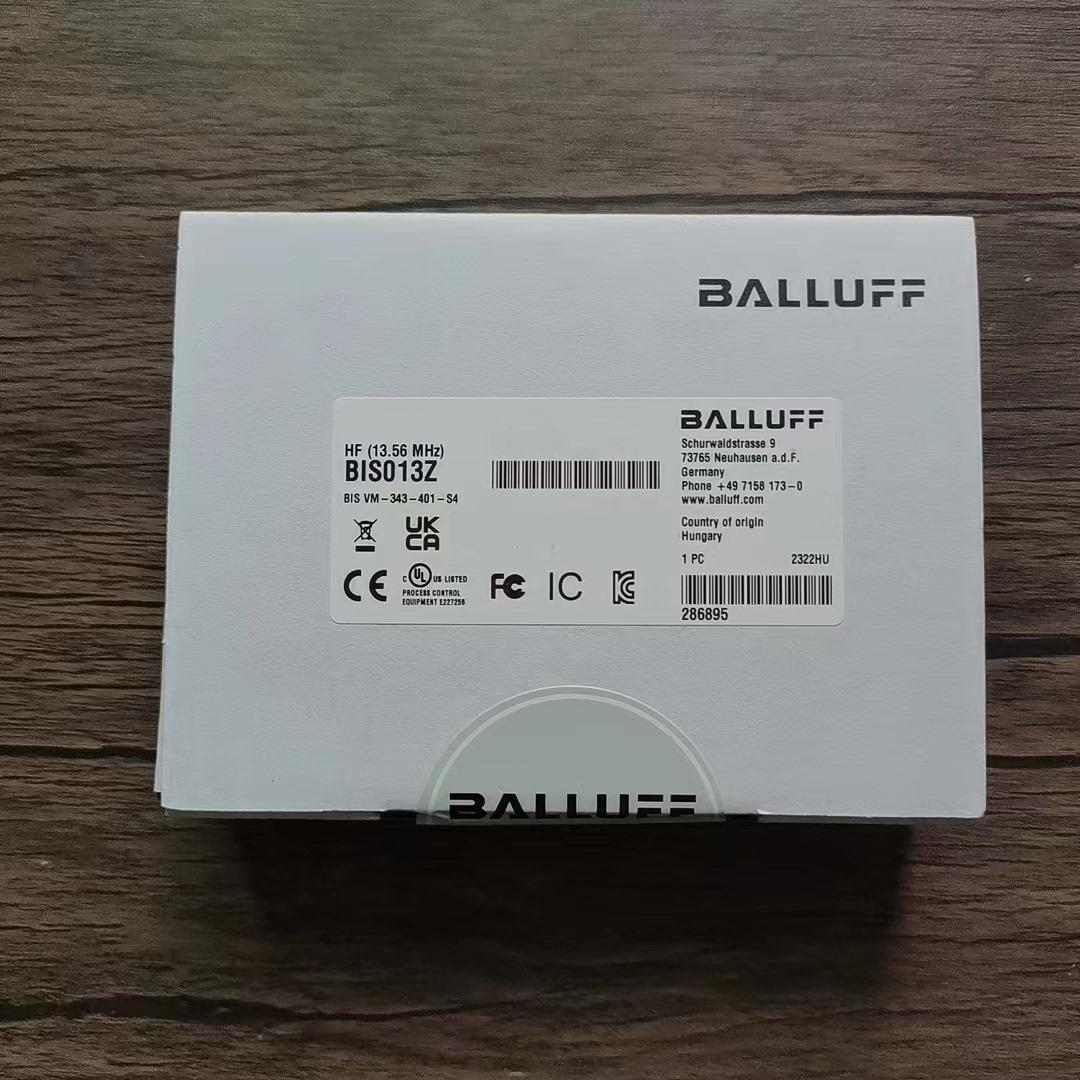 BALLUFF
HF (13.56 MHz)
BIS013Z
BIS VM-343-401-S4
UK
CA
CE
C UL US LISTED
PROCESS CONTROL
EQUIPMENT E227256
FC
IC
BALLUFF
Schurwaldstrasse 9
73765 Neuhausen a.d.F.
Germany
Phone +49 7158 173-0
www.balluff.com
Country of origin
Hungary
1 PC 2322HU
286895
BALLUFF